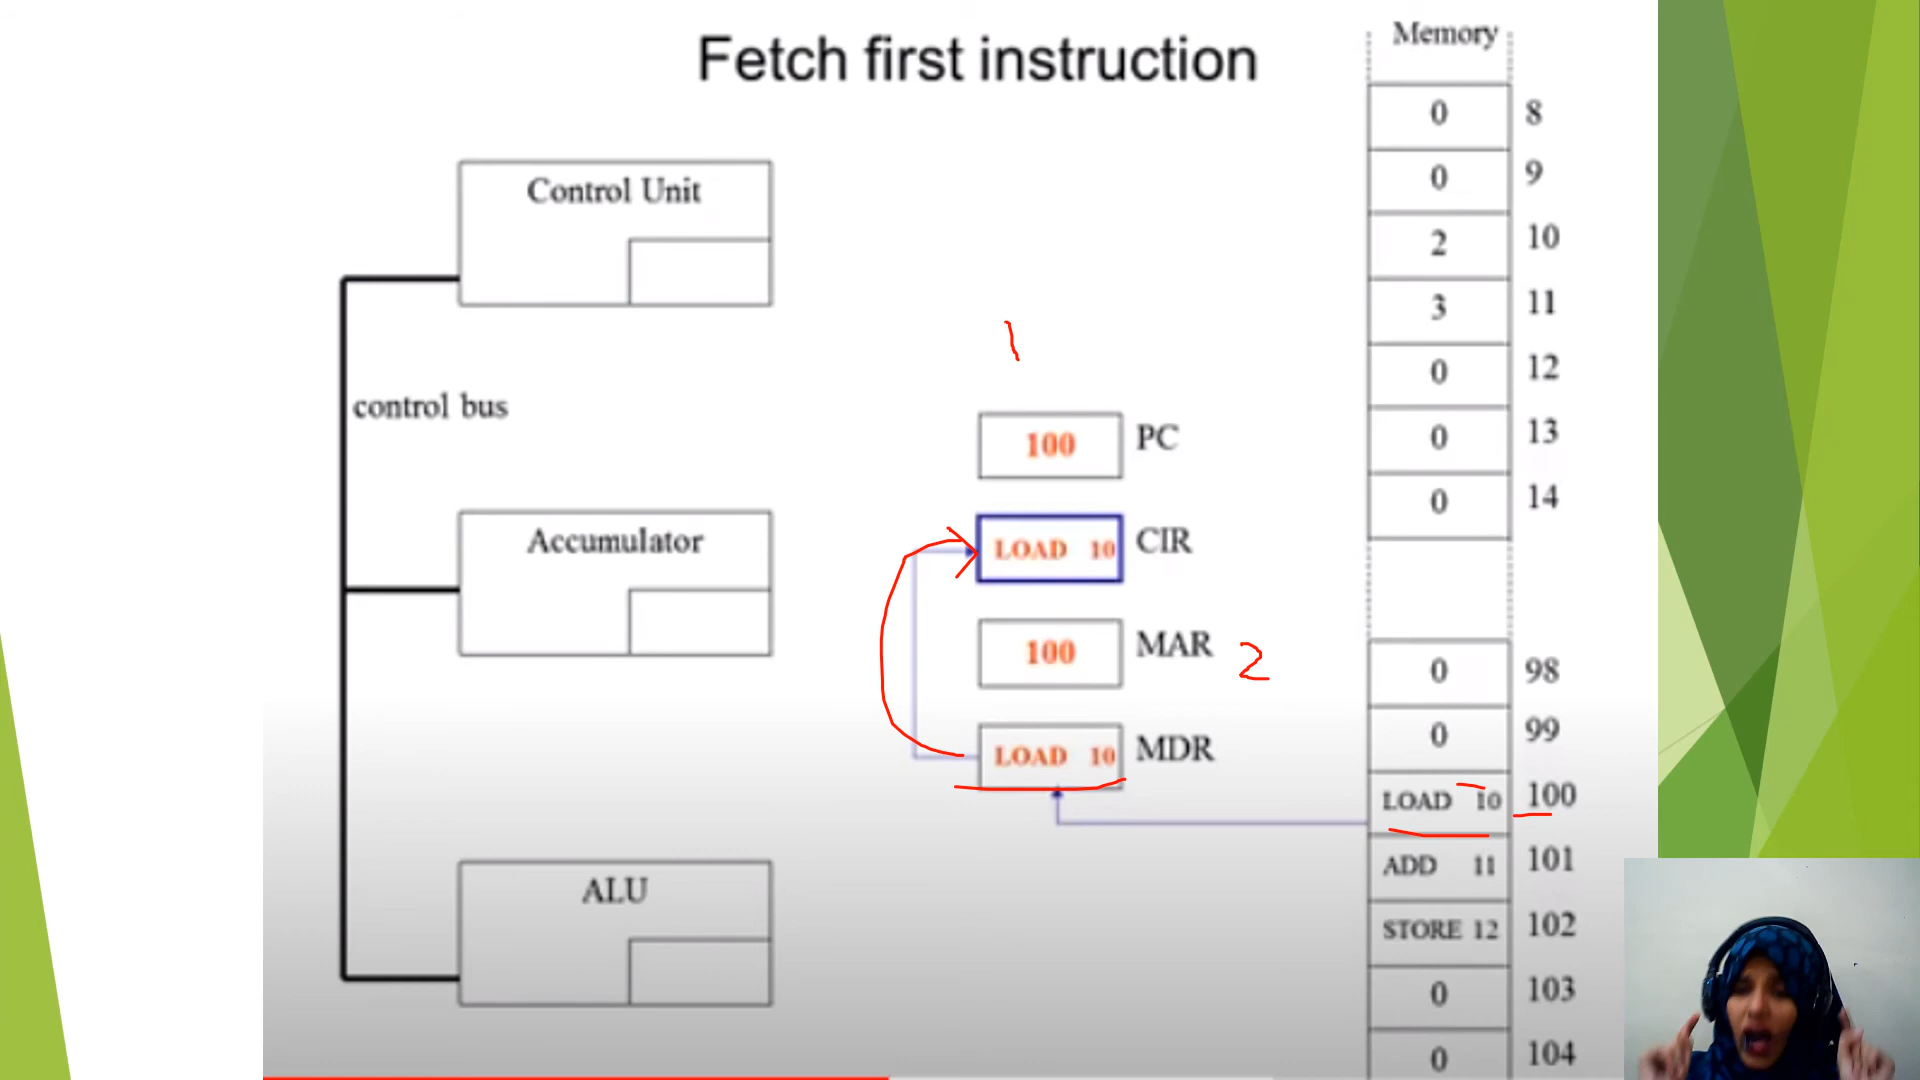 Fetch first instruction
Memory
0 8
0 9
2 10
3 11
0 12
0 13
0 14
0 98
0 99
LOAD 10 100
ADD 11 101
STORE 12 102
0 103
0 104
Control Unit
control bus
Accumulator
ALU
1
100 PC
LOAD 10 CIR
100 MAR 2
LOAD 10 MDR